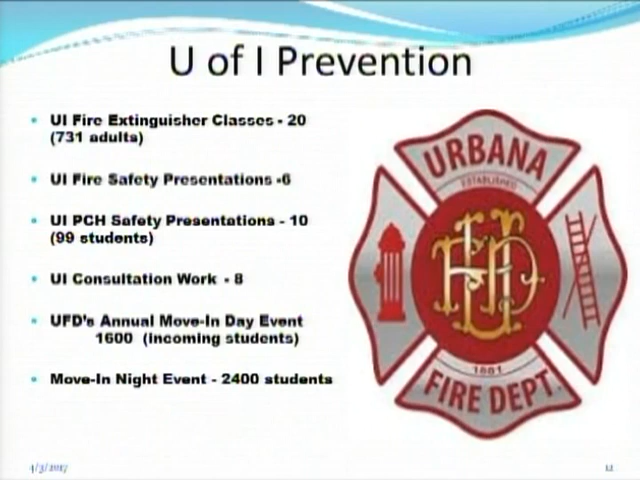 U of I Prevention
• UI Fire Extinguisher Classes - 20
(731 adults)
• UI Fire Safety Presentations -6
• UI PCH Safety Presentations - 10
(99 students)
• UI Consultation Work - 8
• UFD's Annual Move-In Day Event
1600 (incoming students)
• Move-In Night Event - 2400 students
URBANA
ESTABLISHED
UFD
1881
FIRE DEPT.
4/3/2017